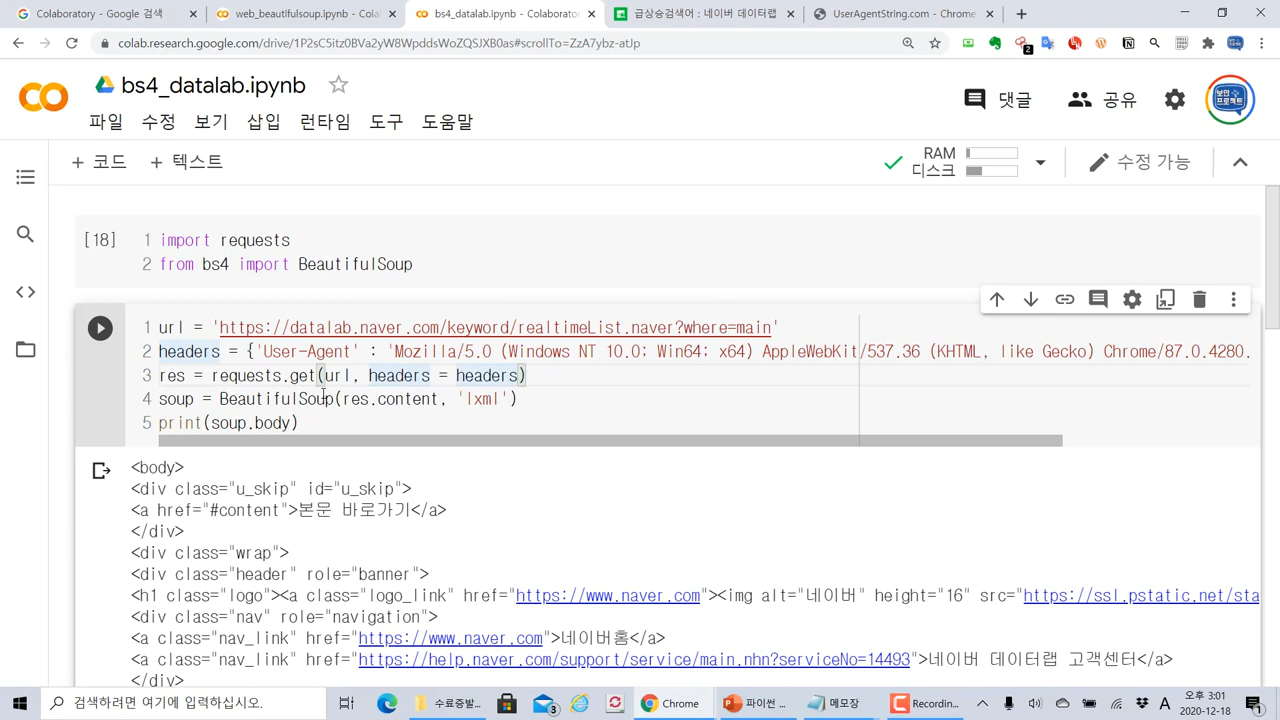 Google Colaboratory - Google 검색
web_beautifulsoup.ipynb - Col
bs4_datalab.ipynb - Colaborator
급상승검색어 : 네이버 데이터랩
UserAgentString.com - Chrome
colab.research.google.com/drive/1P2sC5itz0BVa2yW8WpddsWoZQSJXB0as#scrollTo=ZzA7ybz-atJp
CO bs4_datalab.ipynb
파일 수정 보기 삽입 런타임 도구 도움말
댓글 공유
+ 코드 + 텍스트
RAM
디스크
수정 가능
[18]
1 import requests
2 from bs4 import BeautifulSoup
1 url = 'https://datalab.naver.com/keyword/realtimeList.naver?where=main'
2 headers = {'User-Agent' : 'Mozilla/5.0 (Windows NT 10.0; Win64; x64) AppleWebKit/537.36 (KHTML, like Gecko) Chrome/87.0.4280.
3 res = requests.get(url, headers = headers)
4 soup = BeautifulSoup(res.content, 'lxml')
5 print(soup.body)
<body>
<div class="u_skip" id="u_skip">
<a href="#content">본문 바로가기</a>
</div>
<div class="wrap">
<div class="header" role="banner">
<h1 class="logo"><a class="logo_link" href="https://www.naver.com"><img alt="네이버" height="16" src="https://ssl.pstatic.net/sta
<div class="nav" role="navigation">
<a class="nav_link" href="https://www.naver.com">네이버홈</a>
<a class="nav_link" href="https://help.naver.com/support/service/main.nhn?serviceNo=14493">네이버 데이터랩 고객센터</a>
</div>
검색하려면 여기에 입력하십시오.
수료증발...
Chrome
파이썬 ...
메모장
Recording...
A
오후 3:01
2020-12-18